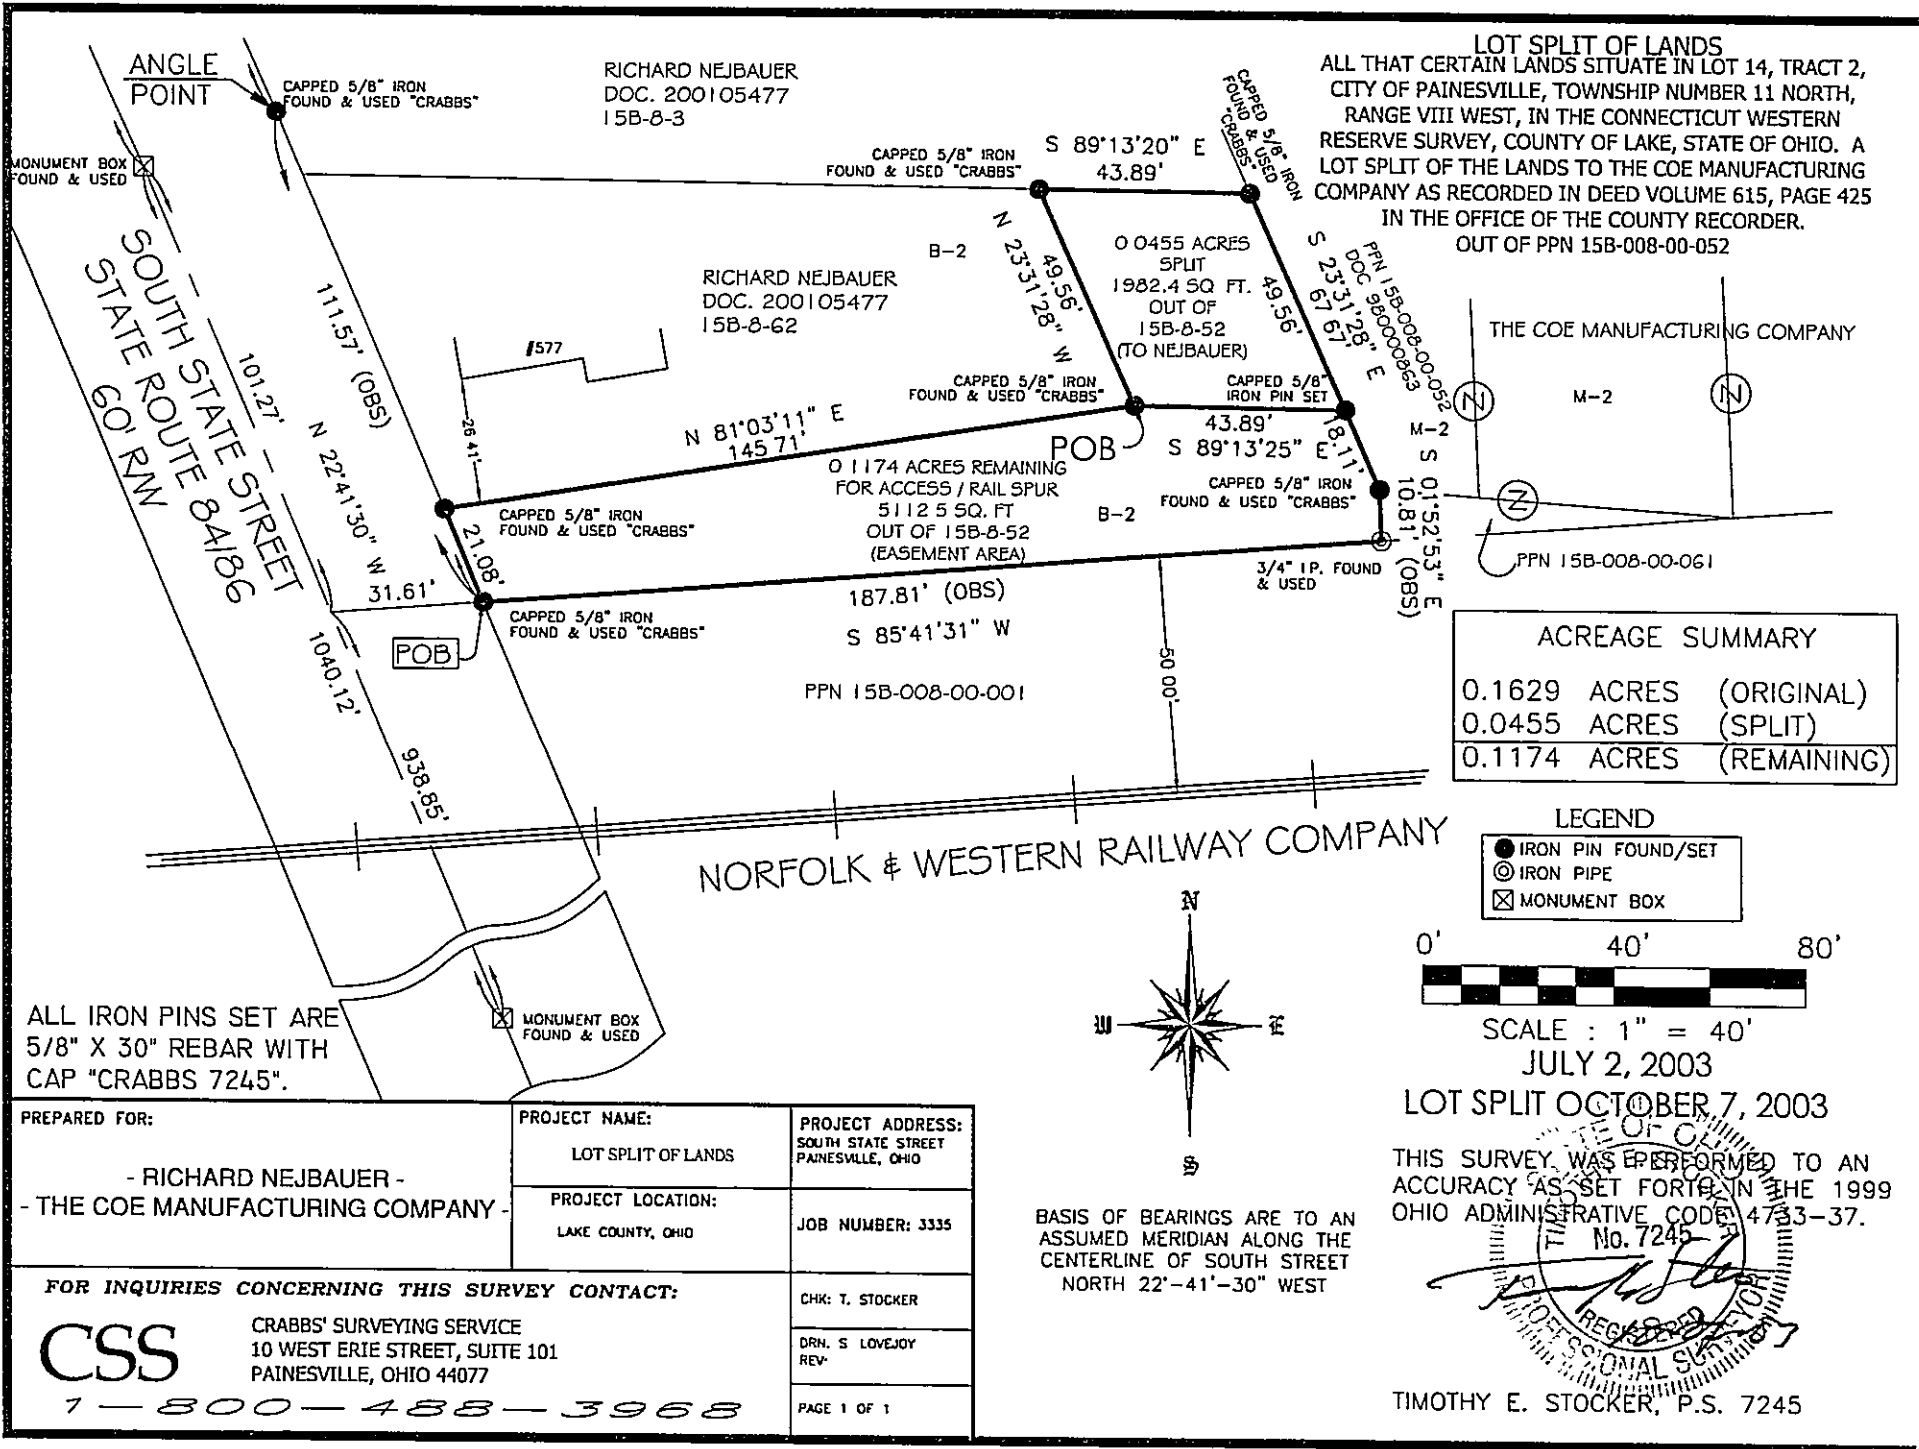 LOT SPLIT OF LANDS
ALL THAT CERTAIN LANDS SITUATE IN LOT 14, TRACT 2,
CITY OF PAINESVILLE, TOWNSHIP NUMBER 11 NORTH,
RANGE VIII WEST, IN THE CONNECTICUT WESTERN
RESERVE SURVEY, COUNTY OF LAKE, STATE OF OHIO. A
LOT SPLIT OF THE LANDS TO THE COE MANUFACTURING
COMPANY AS RECORDED IN DEED VOLUME 615, PAGE 425
IN THE OFFICE OF THE COUNTY RECORDER.
OUT OF PPN 15B-008-00-052
ANGLE
POINT
CAPPED 5/8" IRON
FOUND & USED "CRABBS"
RICHARD NEJBAUER
DOC. 200105477
15B-8-3
MONUMENT BOX
FOUND & USED
CAPPED 5/8" IRON
FOUND & USED "CRABBS"
S 89°13'20" E
43.89'
CAPPED 5/8" IRON
FOUND & USED
"CRABBS"
SOUTH STATE STREET
STATE ROUTE 84/86
60' R/W
111.57' (OBS)
101.27'
N 22°41'30" W
B-2
RICHARD NEJBAUER
DOC. 200105477
15B-8-62
#577
26 41'
N 23°31'28" W
49.56'
0 0455 ACRES
SPLIT
1982.4 SQ FT.
OUT OF
15B-8-52
(TO NEJBAUER)
49.56'
S 23°31'28" E
67 67'
PPN 15B-008-00-052
DOC 980000863
THE COE MANUFACTURING COMPANY
Z
M-2
Z
M-2
CAPPED 5/8" IRON
FOUND & USED "CRABBS"
CAPPED 5/8"
IRON PIN SET
N 81°03'11" E
145 71'
POB
43.89'
S 89°13'25" E
18.11'
0 1174 ACRES REMAINING
FOR ACCESS / RAIL SPUR
5112 5 SQ. FT
OUT OF 15B-8-52
(EASEMENT AREA)
B-2
CAPPED 5/8" IRON
FOUND & USED "CRABBS"
S 01°52'53" E
10.81' (OBS)
Z
PPN 15B-008-00-061
CAPPED 5/8" IRON
FOUND & USED "CRABBS"
21.08'
31.61'
3/4" I.P. FOUND
& USED
187.81' (OBS)
S 85°41'31" W
CAPPED 5/8" IRON
FOUND & USED "CRABBS"
POB
1040.12'
938.85'
PPN 15B-008-00-001
50 00'
ACREAGE SUMMARY
0.1629 ACRES (ORIGINAL)
0.0455 ACRES (SPLIT)
0.1174 ACRES (REMAINING)
NORFOLK & WESTERN RAILWAY COMPANY
LEGEND
IRON PIN FOUND/SET
IRON PIPE
MONUMENT BOX
0' 40' 80'
SCALE : 1" = 40'
JULY 2, 2003
LOT SPLIT OCTOBER 7, 2003
N
W
E
S
MONUMENT BOX
FOUND & USED
ALL IRON PINS SET ARE
5/8" X 30" REBAR WITH
CAP "CRABBS 7245".
BASIS OF BEARINGS ARE TO AN
ASSUMED MERIDIAN ALONG THE
CENTERLINE OF SOUTH STREET
NORTH 22°-41'-30" WEST
THIS SURVEY WAS PERFORMED TO AN
ACCURACY AS SET FORTH IN THE 1999
OHIO ADMINISTRATIVE CODE 4733-37.
No. 7245
REGISTERED
PROFESSIONAL SURVEYOR
TIMOTHY E. STOCKER, P.S. 7245
PREPARED FOR:
- RICHARD NEJBAUER -
- THE COE MANUFACTURING COMPANY -
PROJECT NAME:
LOT SPLIT OF LANDS
PROJECT LOCATION:
LAKE COUNTY, OHIO
PROJECT ADDRESS:
SOUTH STATE STREET
PAINESVILLE, OHIO
JOB NUMBER: 3335
FOR INQUIRIES CONCERNING THIS SURVEY CONTACT:
CSS
CRABBS' SURVEYING SERVICE
10 WEST ERIE STREET, SUITE 101
PAINESVILLE, OHIO 44077
1-800-488-3968
CHK: T. STOCKER
DRN. S LOVEJOY
REV·
PAGE 1 OF 1